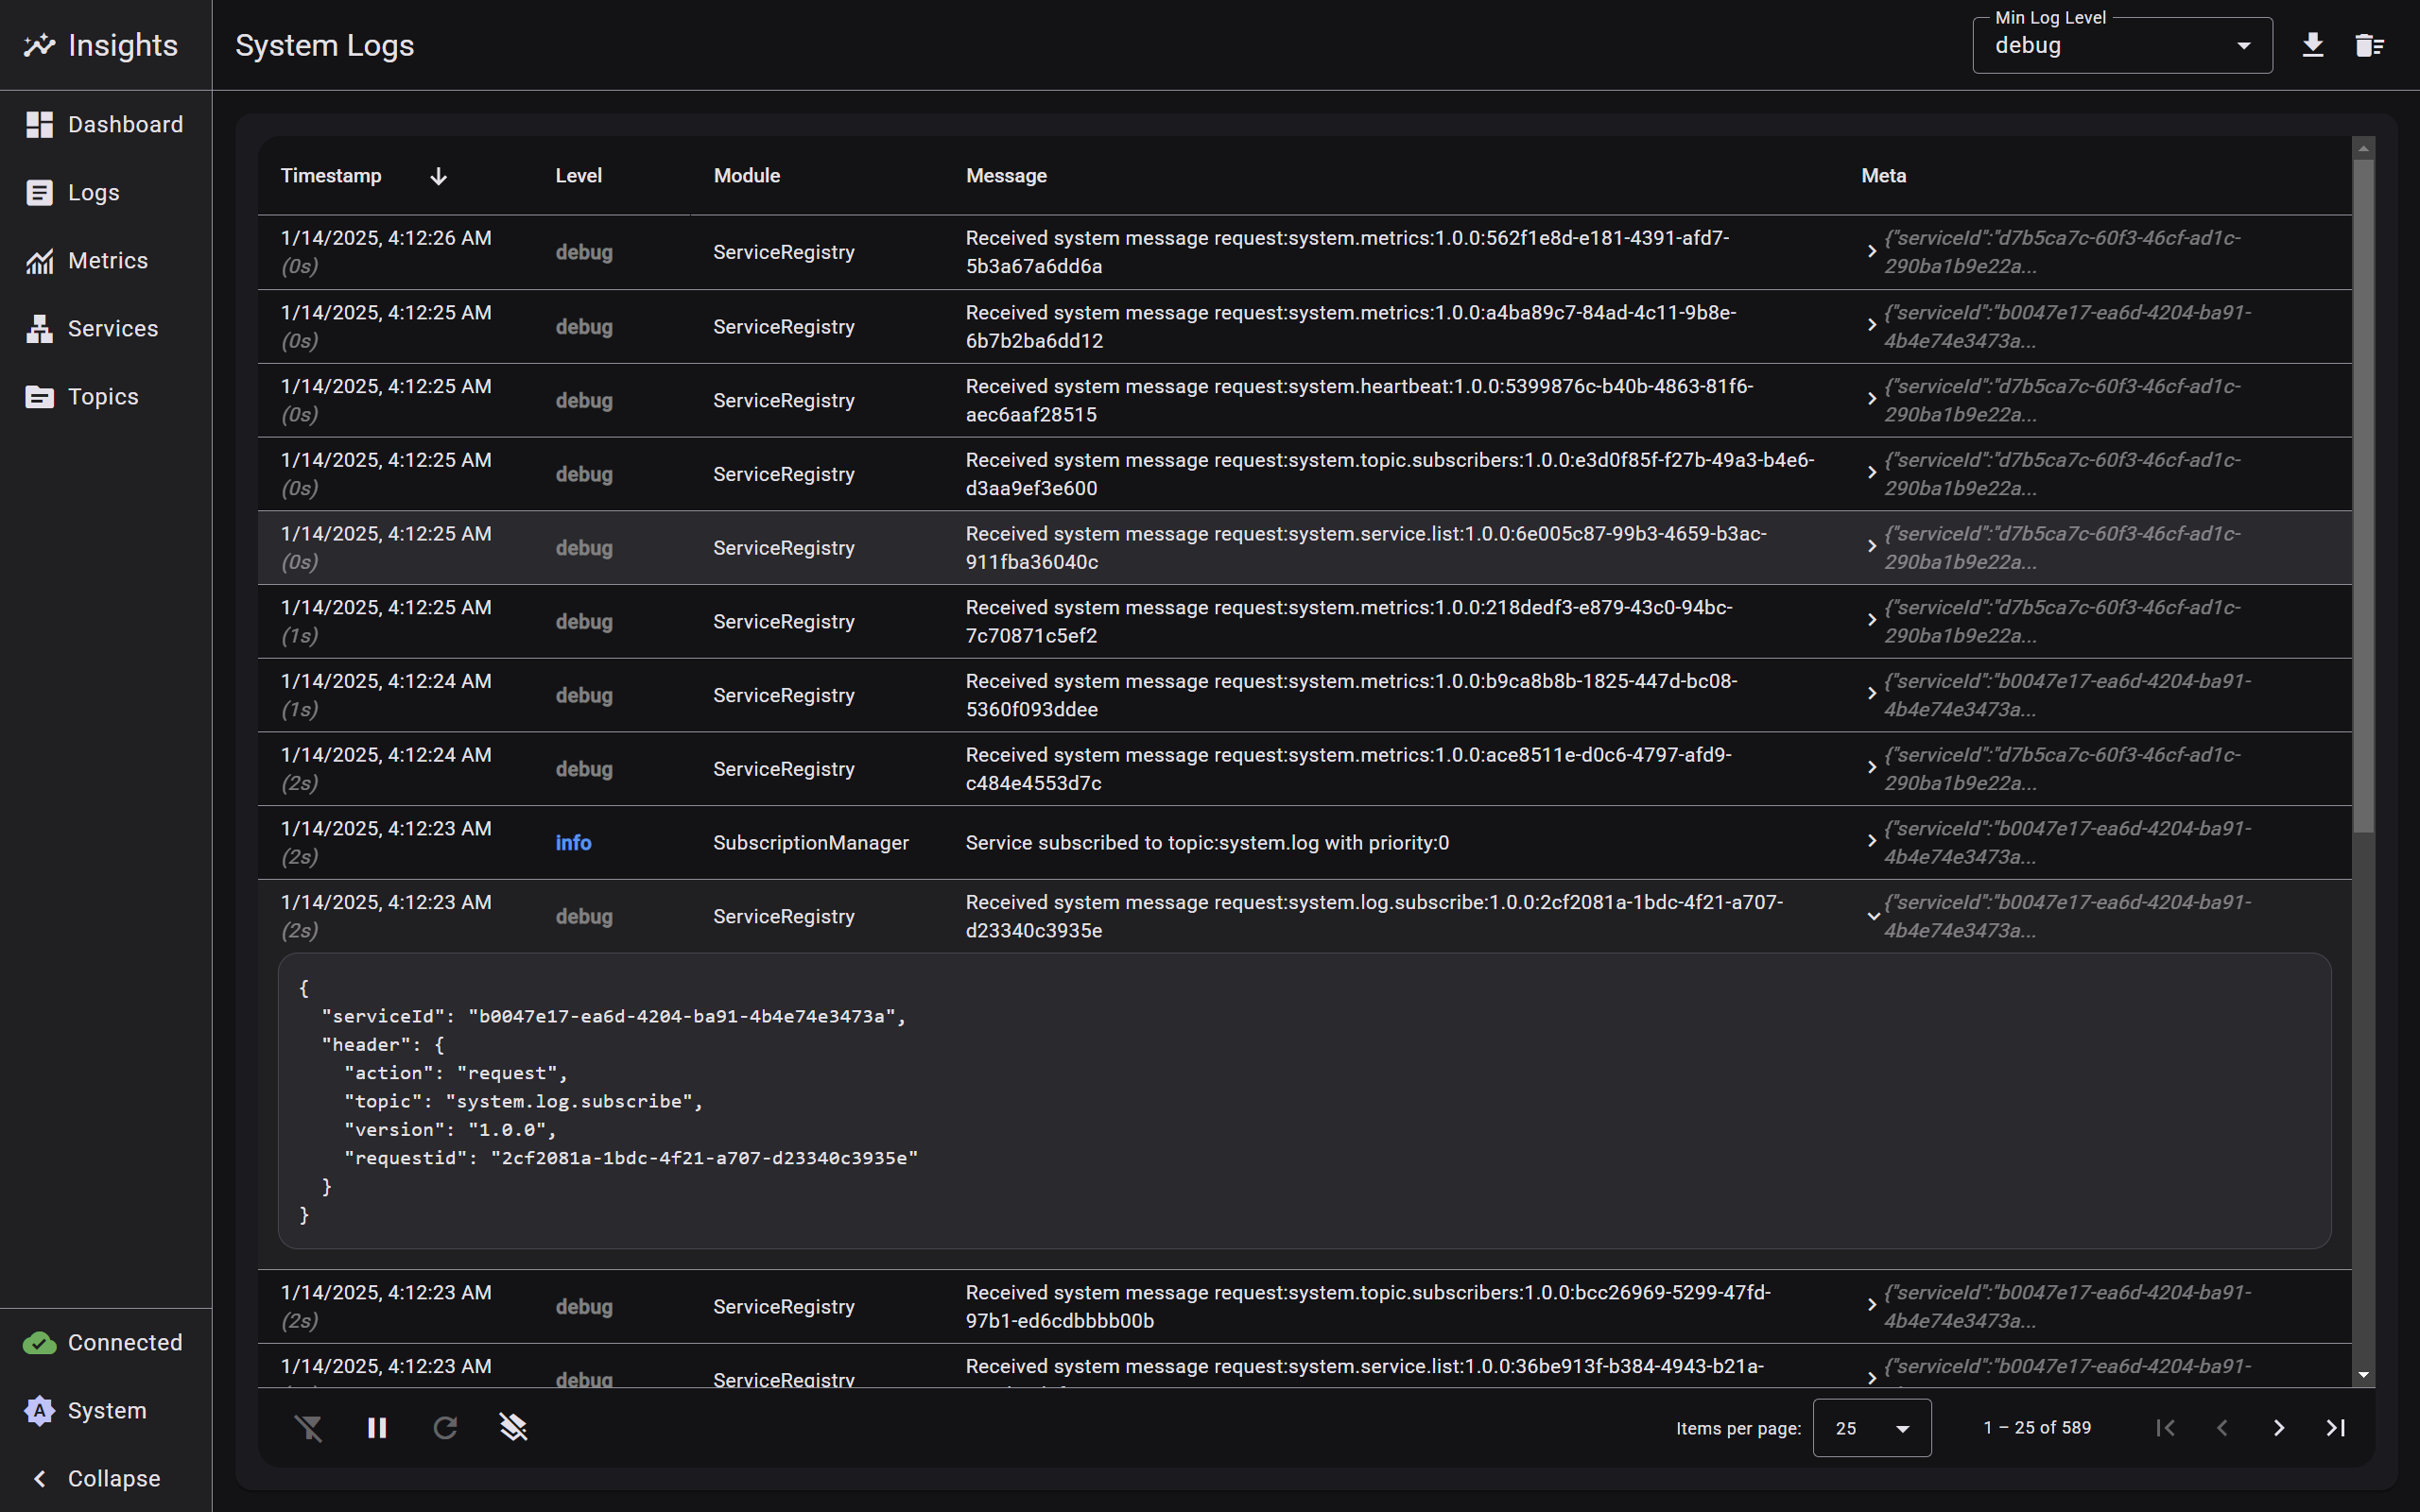 Insights
System Logs
Min Log Level
debug
Dashboard
Logs
Metrics
Services
Topics
Timestamp Level Module Message Meta
1/14/2025, 4:12:26 AM
(0s)
debug
ServiceRegistry
Received system message request:system.metrics:1.0.0:562f1e8d-e181-4391-afd7-
5b3a67a6dd6a
{"serviceId":"d7b5ca7c-60f3-46cf-ad1c-
290ba1b9e22a...
1/14/2025, 4:12:25 AM
(0s)
debug
ServiceRegistry
Received system message request:system.metrics:1.0.0:a4ba89c7-84ad-4c11-9b8e-
6b7b2ba6dd12
{"serviceId":"b0047e17-ea6d-4204-ba91-
4b4e74e3473a...
1/14/2025, 4:12:25 AM
(0s)
debug
ServiceRegistry
Received system message request:system.heartbeat:1.0.0:5399876c-b40b-4863-81f6-
aec6aaf28515
{"serviceId":"d7b5ca7c-60f3-46cf-ad1c-
290ba1b9e22a...
1/14/2025, 4:12:25 AM
(0s)
debug
ServiceRegistry
Received system message request:system.topic.subscribers:1.0.0:e3d0f85f-f27b-49a3-b4e6-
d3aa9ef3e600
{"serviceId":"d7b5ca7c-60f3-46cf-ad1c-
290ba1b9e22a...
1/14/2025, 4:12:25 AM
(0s)
debug
ServiceRegistry
Received system message request:system.service.list:1.0.0:6e005c87-99b3-4659-b3ac-
911fba36040c
{"serviceId":"d7b5ca7c-60f3-46cf-ad1c-
290ba1b9e22a...
1/14/2025, 4:12:25 AM
(1s)
debug
ServiceRegistry
Received system message request:system.metrics:1.0.0:218dedf3-e879-43c0-94bc-
7c70871c5ef2
{"serviceId":"d7b5ca7c-60f3-46cf-ad1c-
290ba1b9e22a...
1/14/2025, 4:12:24 AM
(1s)
debug
ServiceRegistry
Received system message request:system.metrics:1.0.0:b9ca8b8b-1825-447d-bc08-
5360f093ddee
{"serviceId":"b0047e17-ea6d-4204-ba91-
4b4e74e3473a...
1/14/2025, 4:12:24 AM
(2s)
debug
ServiceRegistry
Received system message request:system.metrics:1.0.0:ace8511e-d0c6-4797-afd9-
c484e4553d7c
{"serviceId":"d7b5ca7c-60f3-46cf-ad1c-
290ba1b9e22a...
1/14/2025, 4:12:23 AM
(2s)
info
SubscriptionManager
Service subscribed to topic:system.log with priority:0
{"serviceId":"b0047e17-ea6d-4204-ba91-
4b4e74e3473a...
1/14/2025, 4:12:23 AM
(2s)
debug
ServiceRegistry
Received system message request:system.log.subscribe:1.0.0:2cf2081a-1bdc-4f21-a707-
d23340c3935e
{"serviceId":"b0047e17-ea6d-4204-ba91-
4b4e74e3473a...
{
"serviceId": "b0047e17-ea6d-4204-ba91-4b4e74e3473a",
"header": {
"action": "request",
"topic": "system.log.subscribe",
"version": "1.0.0",
"requestid": "2cf2081a-1bdc-4f21-a707-d23340c3935e"
}
}
1/14/2025, 4:12:23 AM
(2s)
debug
ServiceRegistry
Received system message request:system.topic.subscribers:1.0.0:bcc26969-5299-47fd-
97b1-ed6cdbbbb00b
{"serviceId":"b0047e17-ea6d-4204-ba91-
4b4e74e3473a...
1/14/2025, 4:12:23 AM
debug
ServiceRegistry
Received system message request:system.service.list:1.0.0:36be913f-b384-4943-b21a-
{"serviceId":"b0047e17-ea6d-4204-ba91-
Connected
System
Collapse
Items per page: 25
1 – 25 of 589